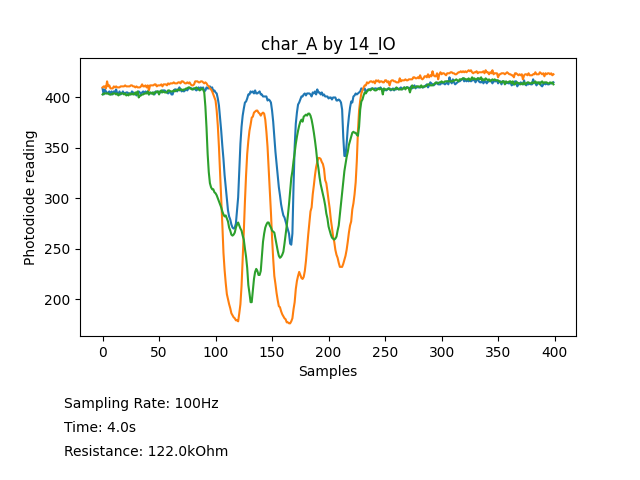 char_A by 14_IO
Photodiode reading
400
350
300
250
200
0 50 100 150 200 250 300 350 400
Samples
Sampling Rate: 100Hz
Time: 4.0s
Resistance: 122.0kOhm